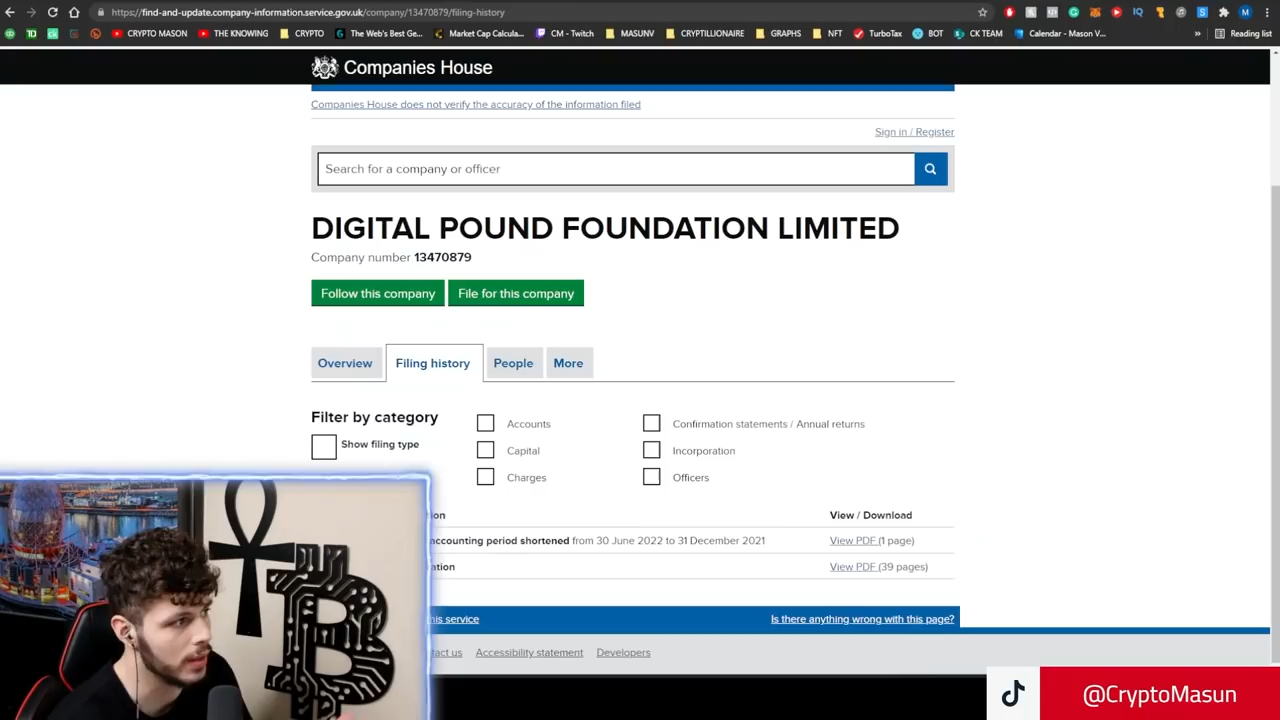 https://find-and-update.company-information.service.gov.uk/company/13470879/filing-history
CRYPTO MASON
THE KNOWING
CRYPTO
The Web's Best Ge...
Market Cap Calcula...
CM - Twitch
MASUNV
CRYPTILLIONAIRE
GRAPHS
NFT
TurboTax
BOT
CK TEAM
Calendar - Mason V...
»
Reading list
Companies House
Companies House does not verify the accuracy of the information filed
Sign in / Register
Search for a company or officer
DIGITAL POUND FOUNDATION LIMITED
Company number 13470879
Follow this company
File for this company
Overview
Filing history
People
More
Filter by category
Accounts
Confirmation statements / Annual returns
Show filing type
Capital
Incorporation
Charges
Officers
ion
View / Download
accounting period shortened from 30 June 2022 to 31 December 2021
View PDF (1 page)
ation
View PDF (39 pages)
his service
Is there anything wrong with this page?
tact us
Accessibility statement
Developers
@CryptoMasun